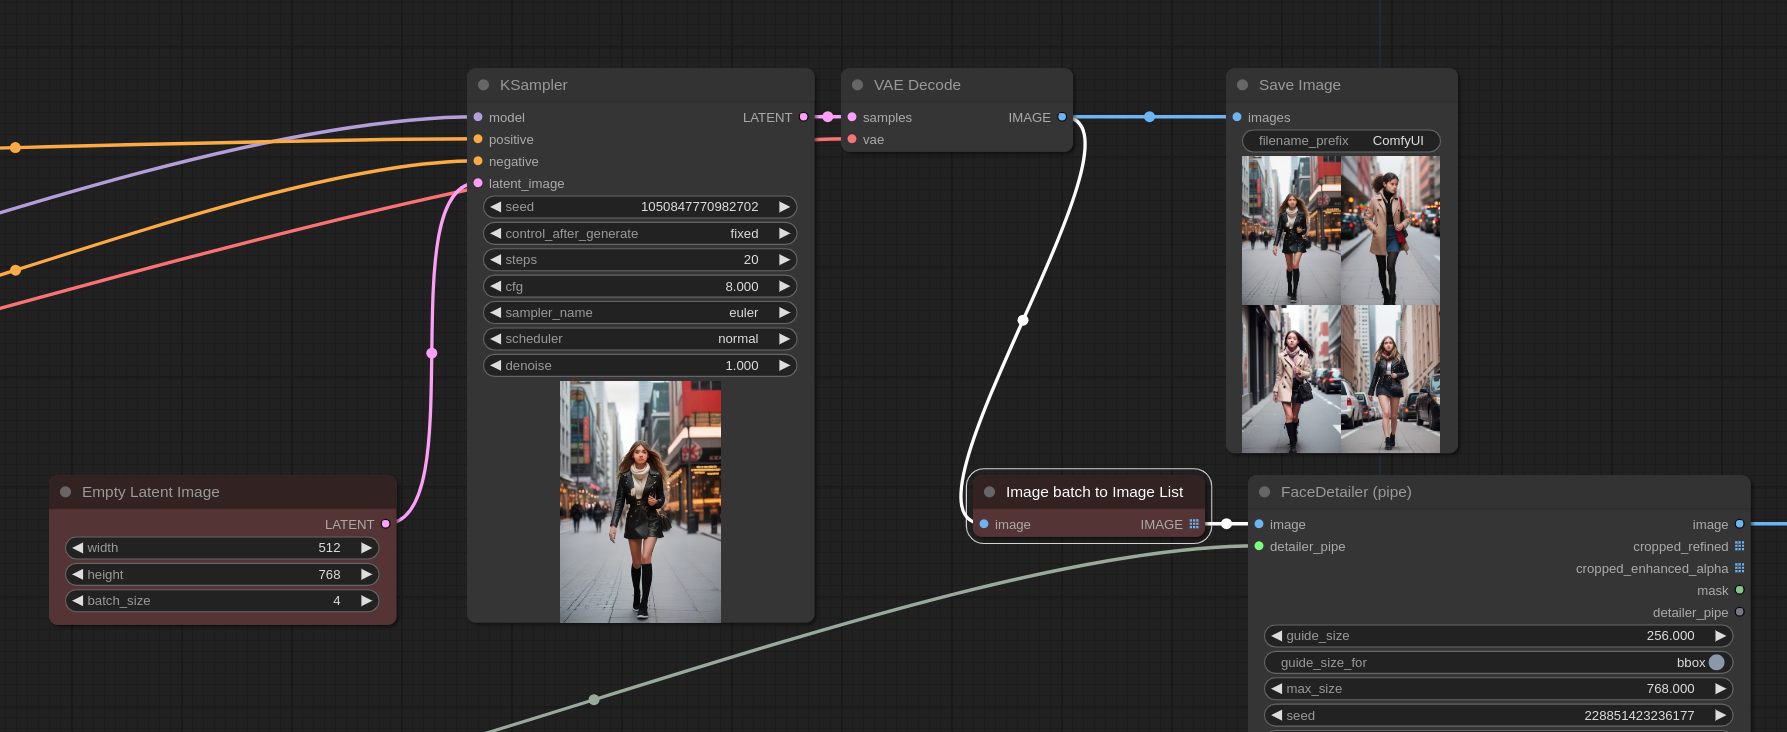 KSampler
model
LATENT
positive
negative
latent_image
seed 1050847770982702
control_after_generate fixed
steps 20
cfg 8.000
sampler_name euler
scheduler normal
denoise 1.000
VAE Decode
samples IMAGE
vae
Save Image
images
filename_prefix ComfyUI
Empty Latent Image
LATENT
width 512
height 768
batch_size 4
Image batch to Image List
image IMAGE
FaceDetailer (pipe)
image image
detailer_pipe cropped_refined
cropped_enhanced_alpha
mask
detailer_pipe
guide_size 256.000
guide_size_for bbox
max_size 768.000
seed 228851423236177